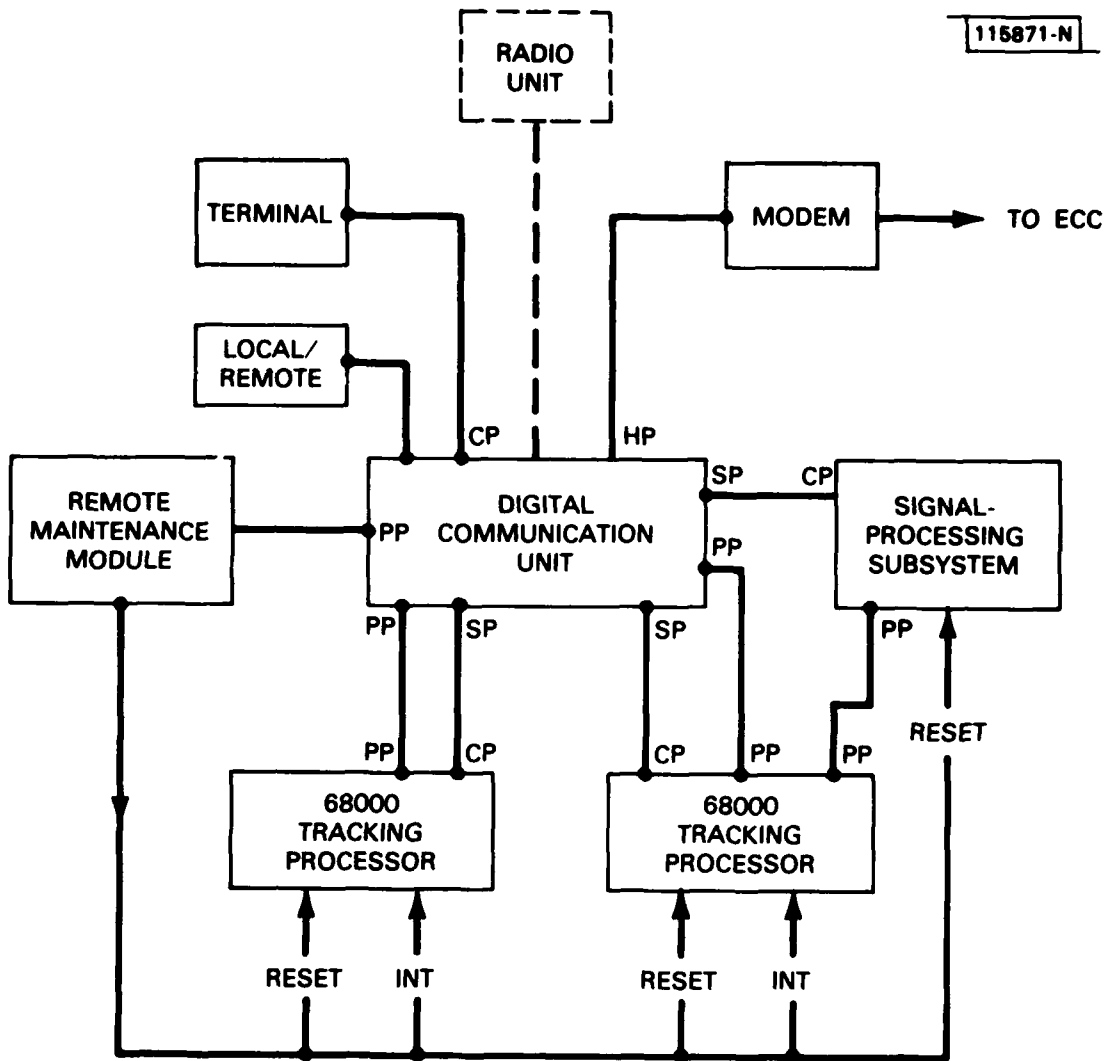 115871-N
RADIO
UNIT
TERMINAL
MODEM
TO ECC
LOCAL/
REMOTE
CP
HP
REMOTE
MAINTENANCE
MODULE
PP
DIGITAL
COMMUNICATION
UNIT
SP
CP
PP
SIGNAL-
PROCESSING
SUBSYSTEM
PP
SP
SP
PP
RESET
PP
CP
CP
PP
PP
68000
TRACKING
PROCESSOR
68000
TRACKING
PROCESSOR
RESET
INT
RESET
INT